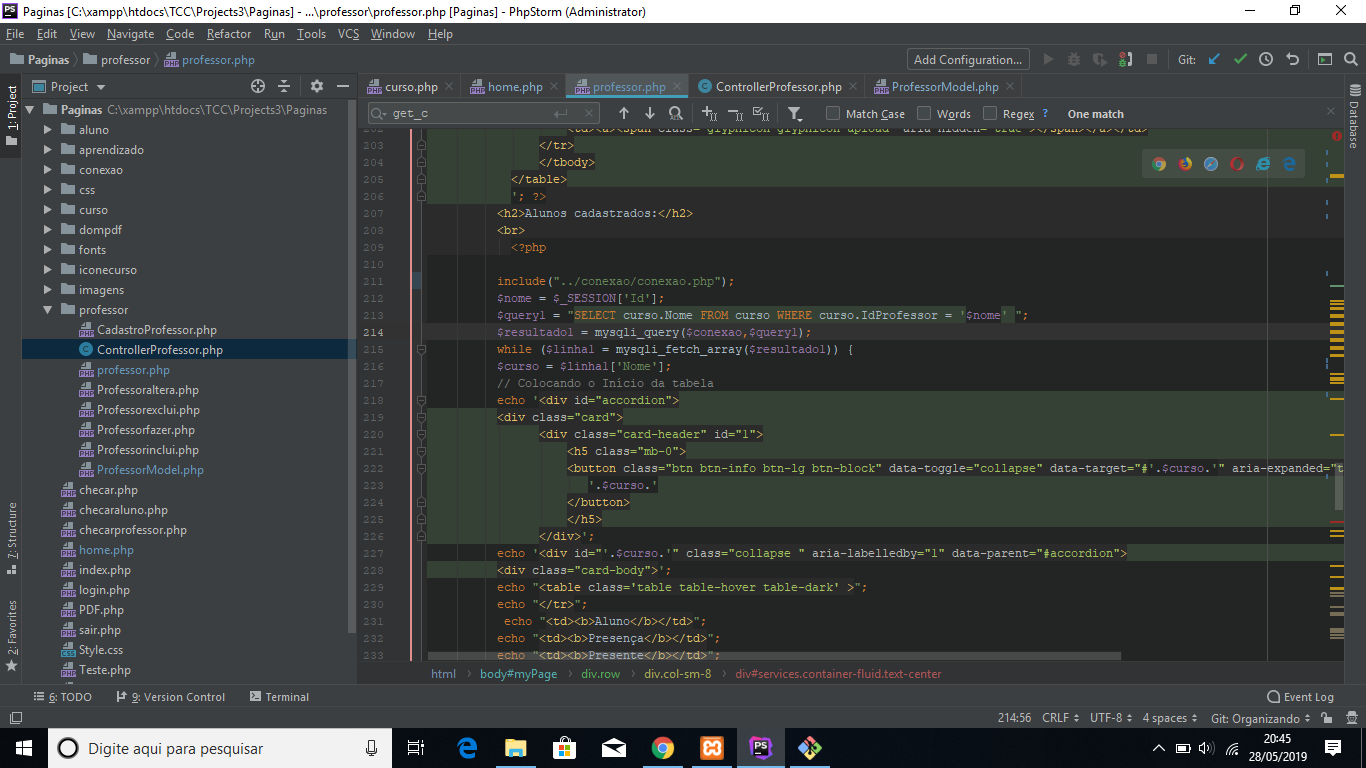 Paginas [C:\xampp\htdocs\TCC\Projects3\Paginas] - ...\professor\professor.php [Paginas] - PhpStorm (Administrator)
File Edit View Navigate Code Refactor Run Tools VCS Window Help
Paginas professor professor.php Add Configuration... Git:
Project
curso.php home.php professor.php ControllerProfessor.php ProfessorModel.php
get_c Match Case Words Regex ? One match
1: Project
Database
7: Structure
2: Favorites
Paginas C:\xampp\htdocs\TCC\Projects3\Paginas
aluno
aprendizado
conexao
css
curso
dompdf
fonts
iconecurso
imagens
professor
CadastroProfessor.php
ControllerProfessor.php
professor.php
Professoraltera.php
Professorexclui.php
Professorfazer.php
Professorinclui.php
ProfessorModel.php
checar.php
checaraluno.php
checarprofessor.php
home.php
index.php
login.php
PDF.php
sair.php
Style.css
Teste.php
203 </tr>
204 </tbody>
205 </table>
206 '; ?>
207 <h2>Alunos cadastrados:</h2>
208 <br>
209 <?php
210
211 include("../conexao/conexao.php");
212 $nome = $_SESSION['Id'];
213 $query1 = "SELECT curso.Nome FROM curso WHERE curso.IdProfessor = '$nome' ";
214 $resultado1 = mysqli_query($conexao,$query1);
215 while ($linha1 = mysqli_fetch_array($resultado1)) {
216 $curso = $linha1['Nome'];
217 // Colocando o Inicio da tabela
218 echo '<div id="accordion">
219 <div class="card">
220 <div class="card-header" id="1">
221 <h5 class="mb-0">
222 <button class="btn btn-info btn-lg btn-block" data-toggle="collapse" data-target="#'.$curso.'" aria-expanded="t
223 '.$curso.'
224 </button>
225 </h5>
226 </div>';
227 echo '<div id="'.$curso.'" class="collapse " aria-labelledby="1" data-parent="#accordion">
228 <div class="card-body">';
229 echo "<table class='table table-hover table-dark' >";
230 echo "</tr>";
231 echo "<td><b>Aluno</b></td>";
232 echo "<td><b>Presença</b></td>";
233 echo "<td><b>Presente</b></td>";
html body#myPage div.row div.col-sm-8 div#services.container-fluid.text-center
6: TODO 9: Version Control Terminal Event Log
214:56 CRLF UTF-8 4 spaces Git: Organizando
Digite aqui para pesquisar
20:45
28/05/2019